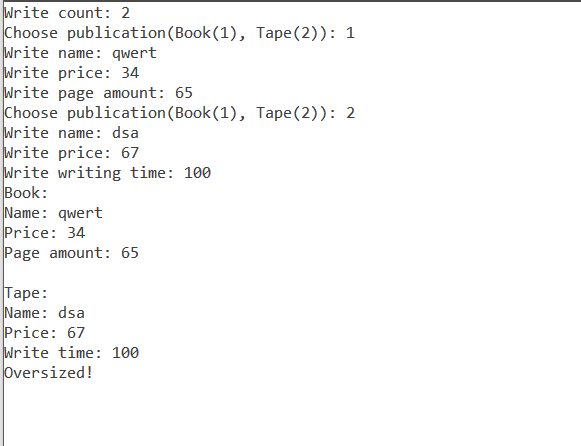 Write count: 2
Choose publication(Book(1), Tape(2)): 1
Write name: qwert
Write price: 34
Write page amount: 65
Choose publication(Book(1), Tape(2)): 2
Write name: dsa
Write price: 67
Write writing time: 100
Book:
Name: qwert
Price: 34
Page amount: 65

Tape:
Name: dsa
Price: 67
Write time: 100
Oversized!